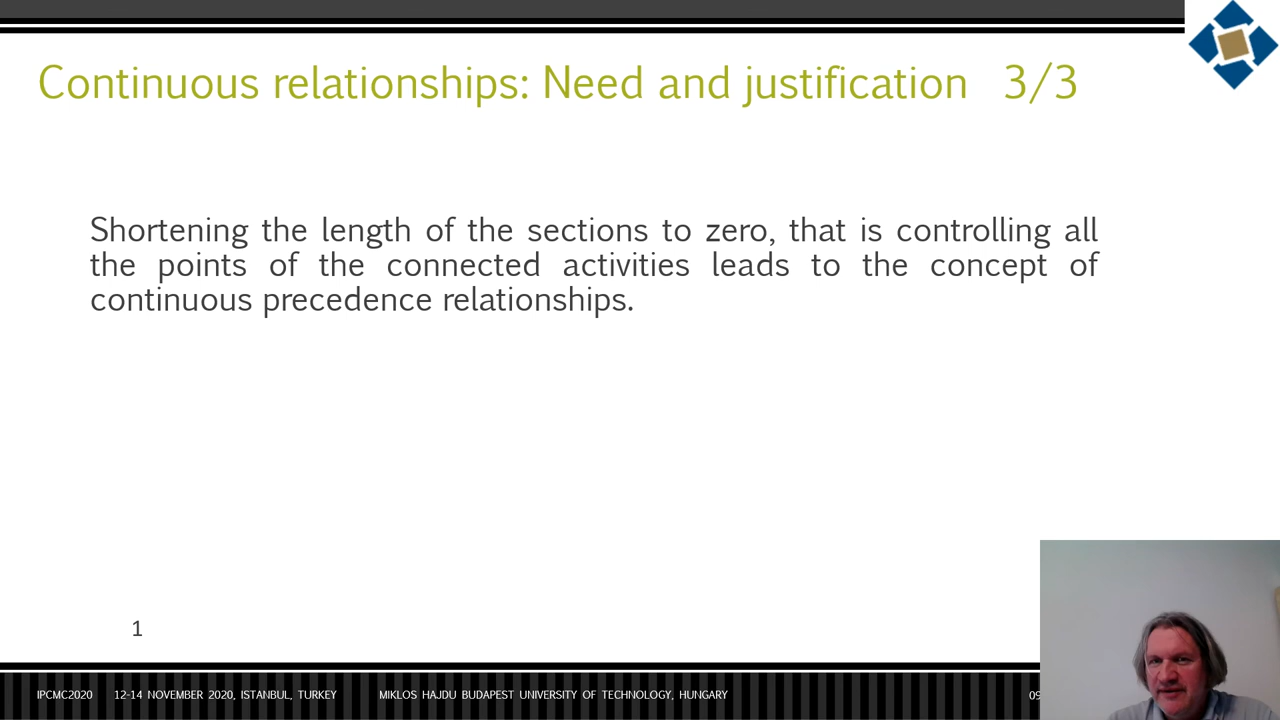 Continuous relationships: Need and justification 3/3
Shortening the length of the sections to zero, that is controlling all
the points of the connected activities leads to the concept of
continuous precedence relationships.
1
IPCMC2020 12-14 NOVEMBER 2020, ISTANBUL, TURKEY MIKLOS HAJDU BUDAPEST UNIVERSITY OF TECHNOLOGY, HUNGARY 09